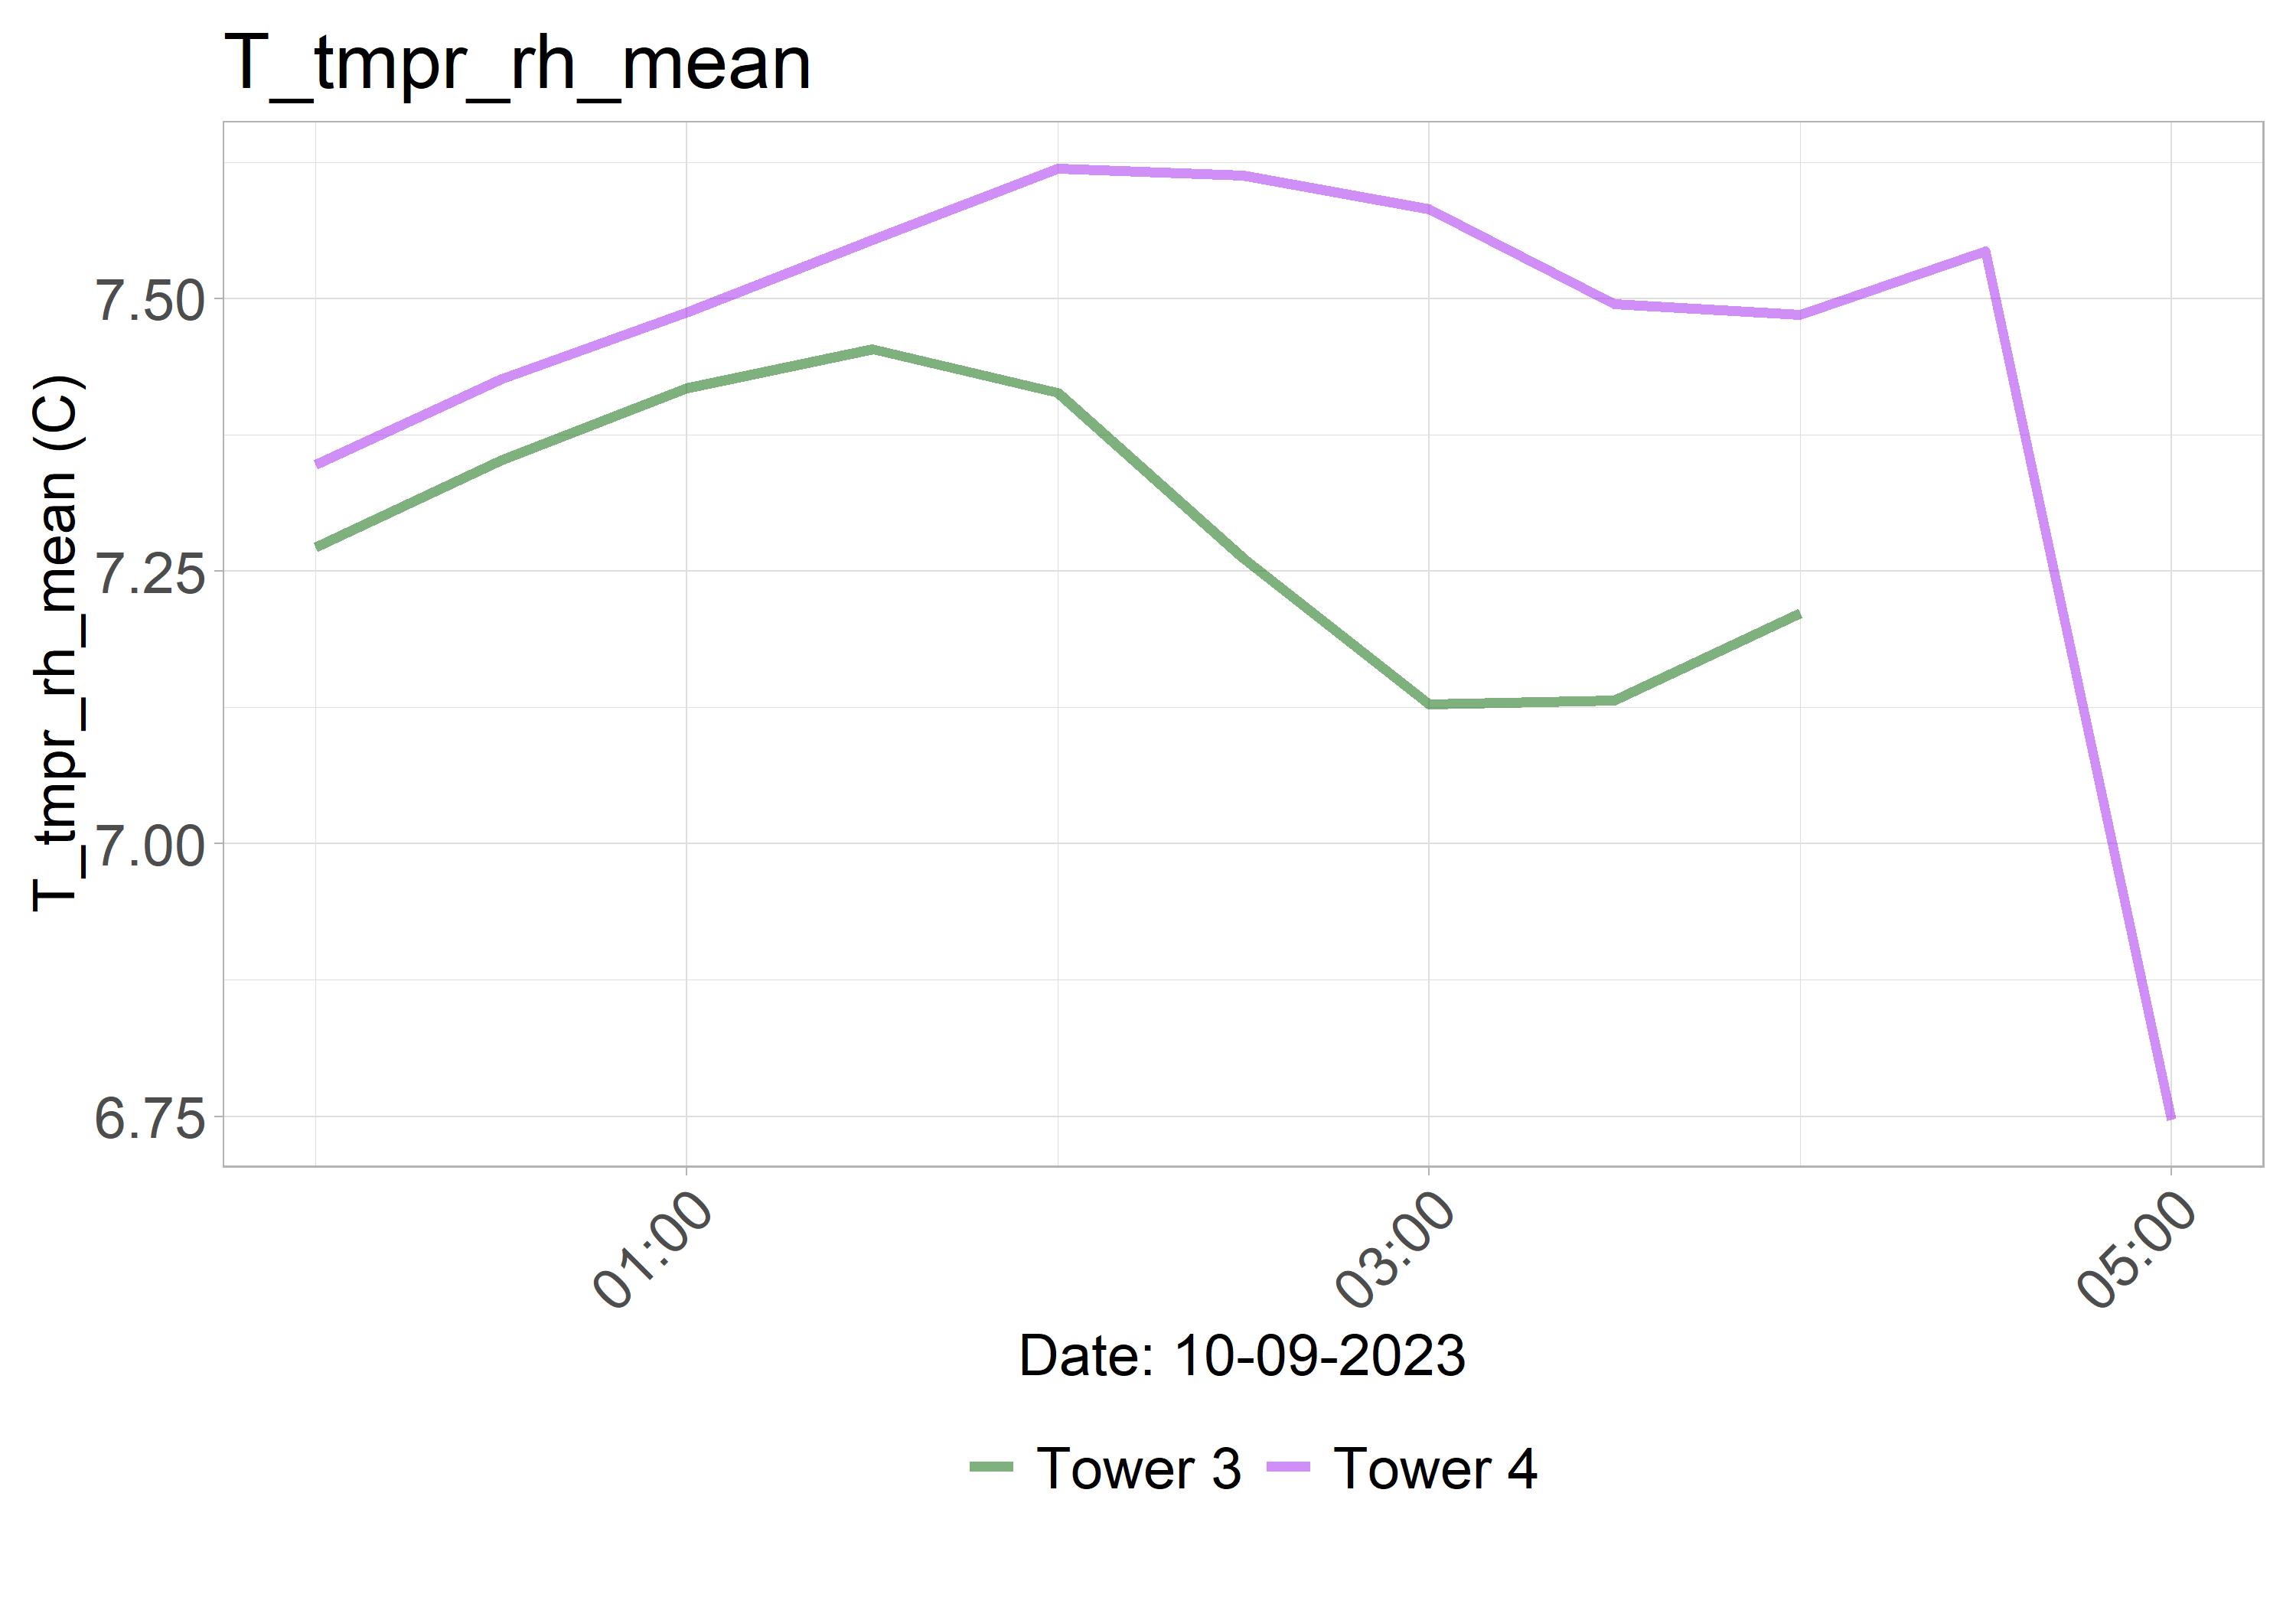 T_tmpr_rh_mean
T_tmpr_rh_mean (C)
7.50
7.25
7.00
6.75
01:00
03:00
05:00
Date: 10-09-2023
Tower 3
Tower 4